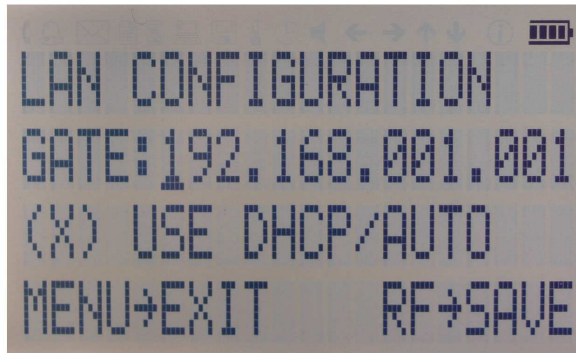 LAN CONFIGURATION
GATE:192.168.001.001
(X) USE DHCP/AUTO
MENU→EXIT RF→SAVE